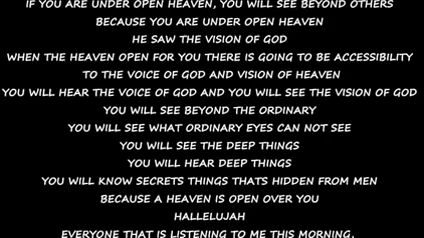 IF YOU ARE UNDER OPEN HEAVEN, YOU WILL SEE BEYOND OTHERS
BECAUSE YOU ARE UNDER OPEN HEAVEN
HE SAW THE VISION OF GOD
WHEN THE HEAVEN OPEN FOR YOU THERE IS GOING TO BE ACCESSIBILITY
TO THE VOICE OF GOD AND VISION OF HEAVEN
YOU WILL HEAR THE VOICE OF GOD AND YOU WILL SEE THE VISION OF GOD
YOU WILL SEE BEYOND THE ORDINARY
YOU WILL SEE WHAT ORDINARY EYES CAN NOT SEE
YOU WILL SEE THE DEEP THINGS
YOU WILL HEAR DEEP THINGS
YOU WILL KNOW SECRETS THINGS THATS HIDDEN FROM MEN
BECAUSE A HEAVEN IS OPEN OVER YOU
HALLELUJAH
EVERYONE THAT IS LISTENING TO ME THIS MORNING.